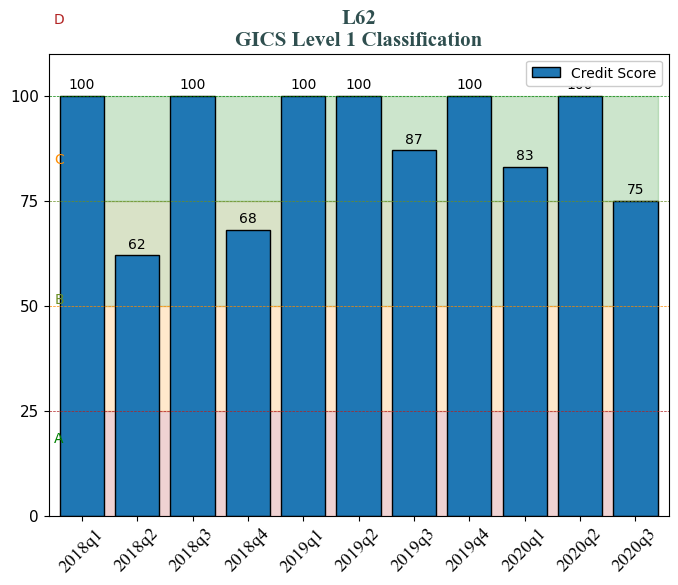 D
L62
GICS Level 1 Classification
Credit Score
100
100
100
100
100
100
87
83
75
68
62
100
75
50
25
0
C
B
A
2018q1
2018q2
2018q3
2018q4
2019q1
2019q2
2019q3
2019q4
2020q1
2020q2
2020q3